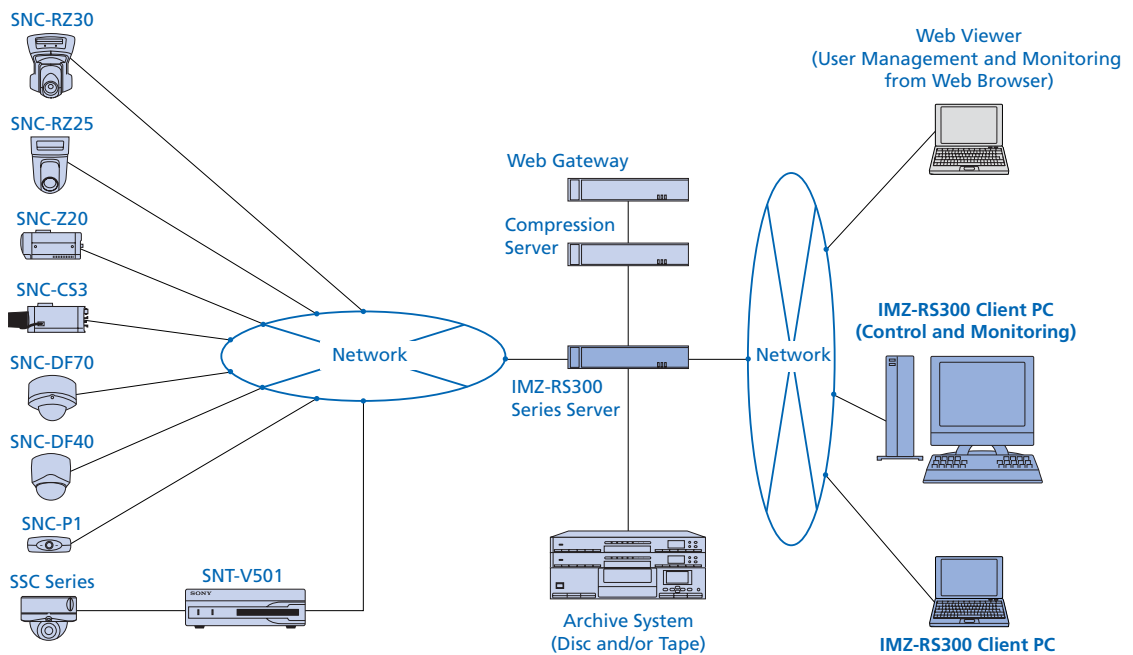 SNC-RZ30
SNC-RZ25
SNC-Z20
SNC-CS3
SNC-DF70
SNC-DF40
SNC-P1
SSC Series
SNT-V501
SONY
Network
Web Gateway
Compression
Server
IMZ-RS300
Series Server
Archive System
(Disc and/or Tape)
Network
Web Viewer
(User Management and Monitoring
from Web Browser)
IMZ-RS300 Client PC
(Control and Monitoring)
IMZ-RS300 Client PC